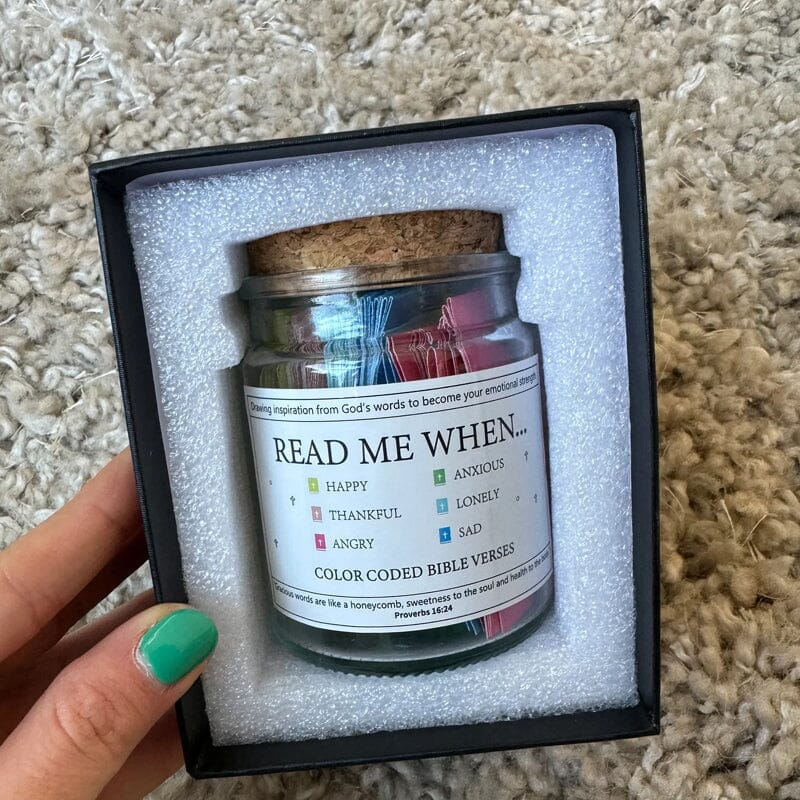 Drawing inspiration from God's words to become your emotional strength
READ ME WHEN...
HAPPY
THANKFUL
ANGRY
ANXIOUS
LONELY
SAD
COLOR CODED BIBLE VERSES
Gracious words are like a honeycomb, sweetness to the soul and health to the body
Proverbs 16:24